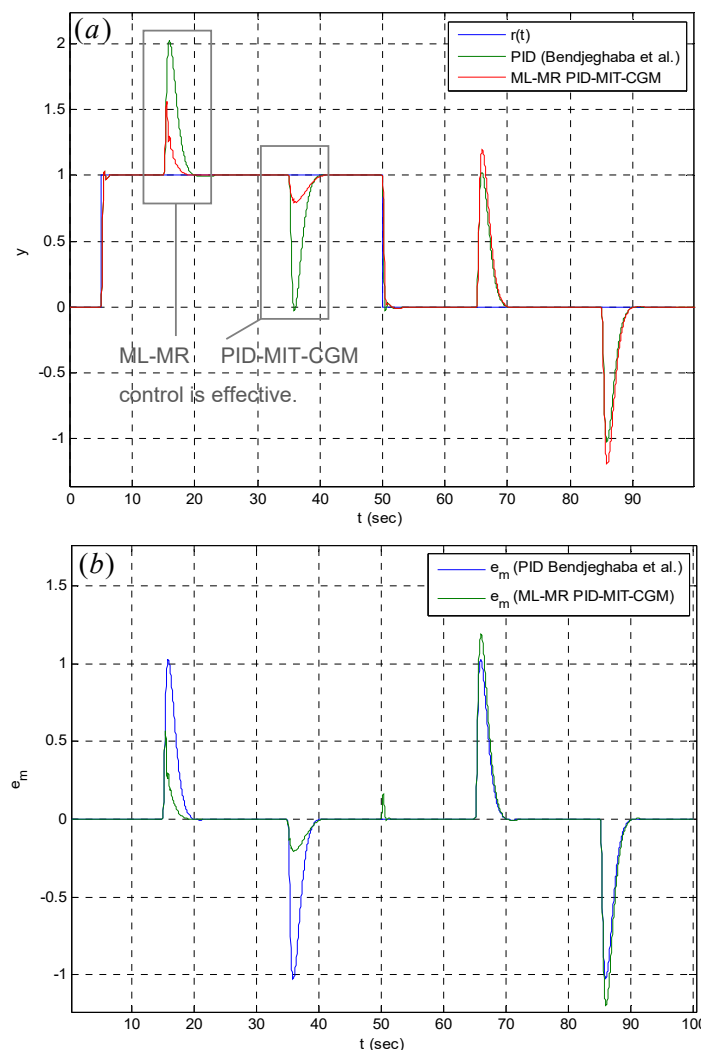 (a)
r(t)
PID (Bendjeghaba et al.)
ML-MR PID-MIT-CGM
2
1.5
1
0.5
0
-0.5
-1
y
ML-MR PID-MIT-CGM
control is effective.
0 10 20 30 40 50 60 70 80 90
t (sec)
(b)
e_m (PID Bendjeghaba et al.)
e_m (ML-MR PID-MIT-CGM)
1.5
1
0.5
0
-0.5
-1
e_m
0 10 20 30 40 50 60 70 80 90 100
t (sec)